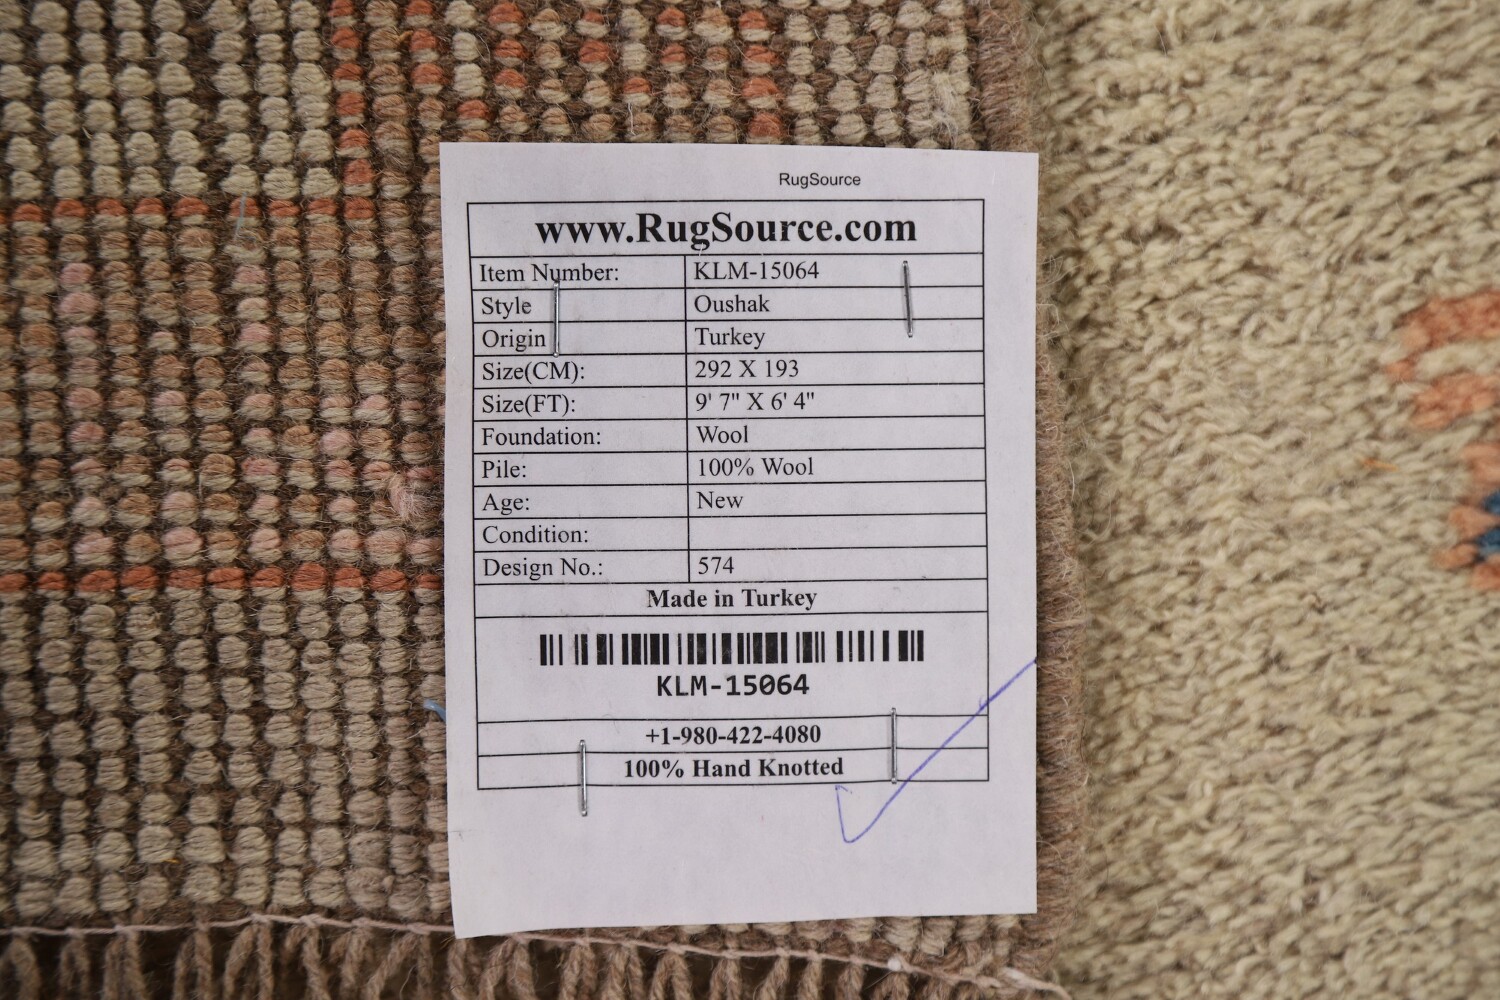 RugSource
www.RugSource.com
Item Number: KLM-15064
Style Oushak
Origin Turkey
Size(CM): 292 X 193
Size(FT): 9' 7" X 6' 4"
Foundation: Wool
Pile: 100% Wool
Age: New
Condition:
Design No.: 574
Made in Turkey
KLM-15064
+1-980-422-4080
100% Hand Knotted